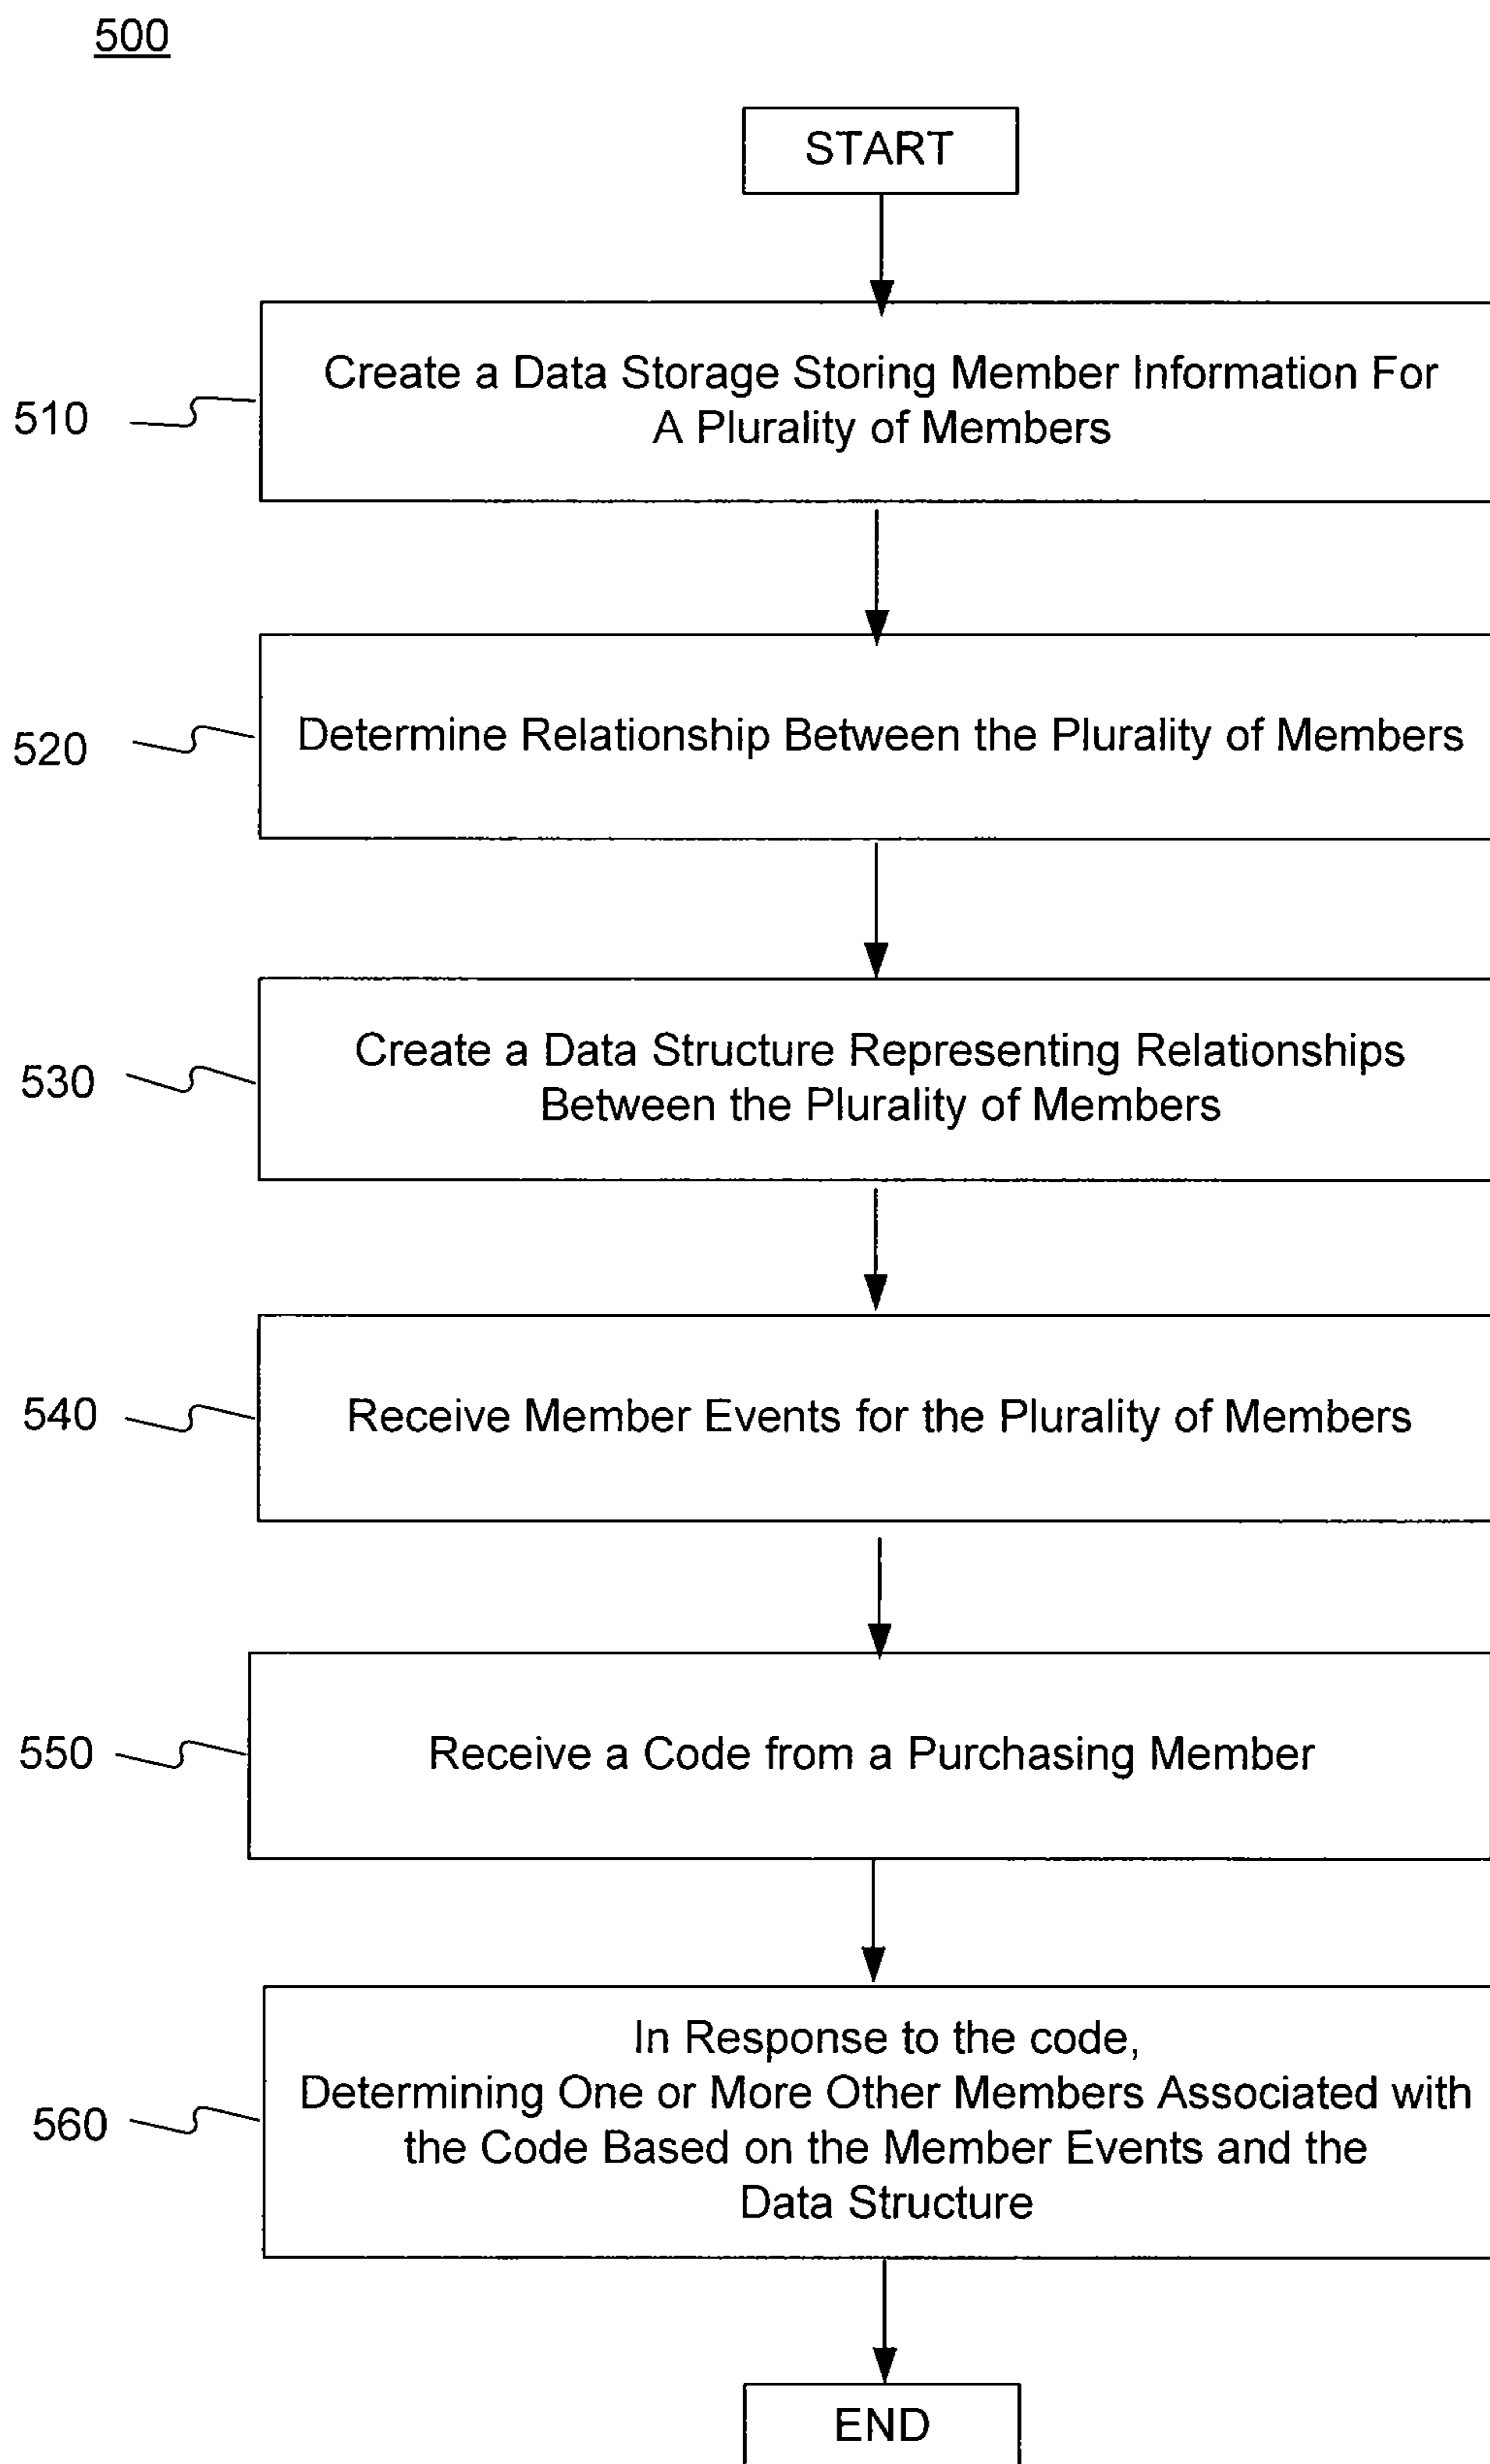 500
START
510
Create a Data Storage Storing Member Information For
A Plurality of Members
520
Determine Relationship Between the Plurality of Members
530
Create a Data Structure Representing Relationships
Between the Plurality of Members
540
Receive Member Events for the Plurality of Members
550
Receive a Code from a Purchasing Member
560
In Response to the code,
Determining One or More Other Members Associated with
the Code Based on the Member Events and the
Data Structure
END